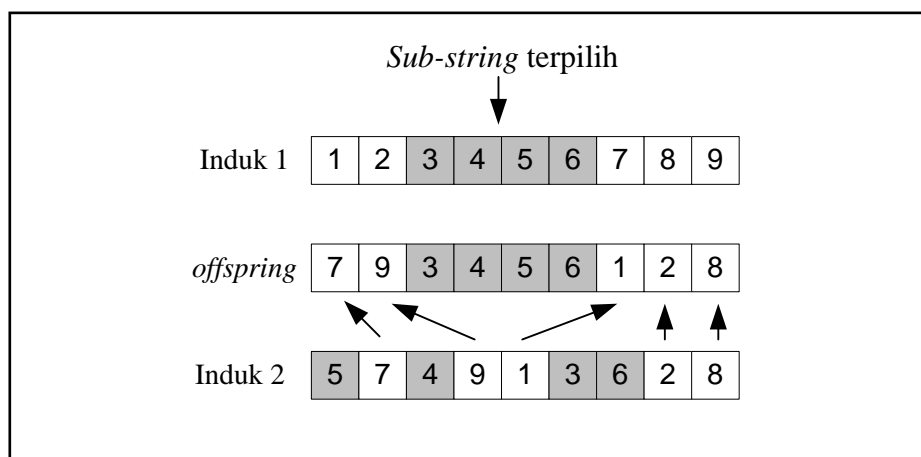 Sub-string terpilih
Induk 1 1 2 3 4 5 6 7 8 9
offspring 7 9 3 4 5 6 1 2 8
Induk 2 5 7 4 9 1 3 6 2 8